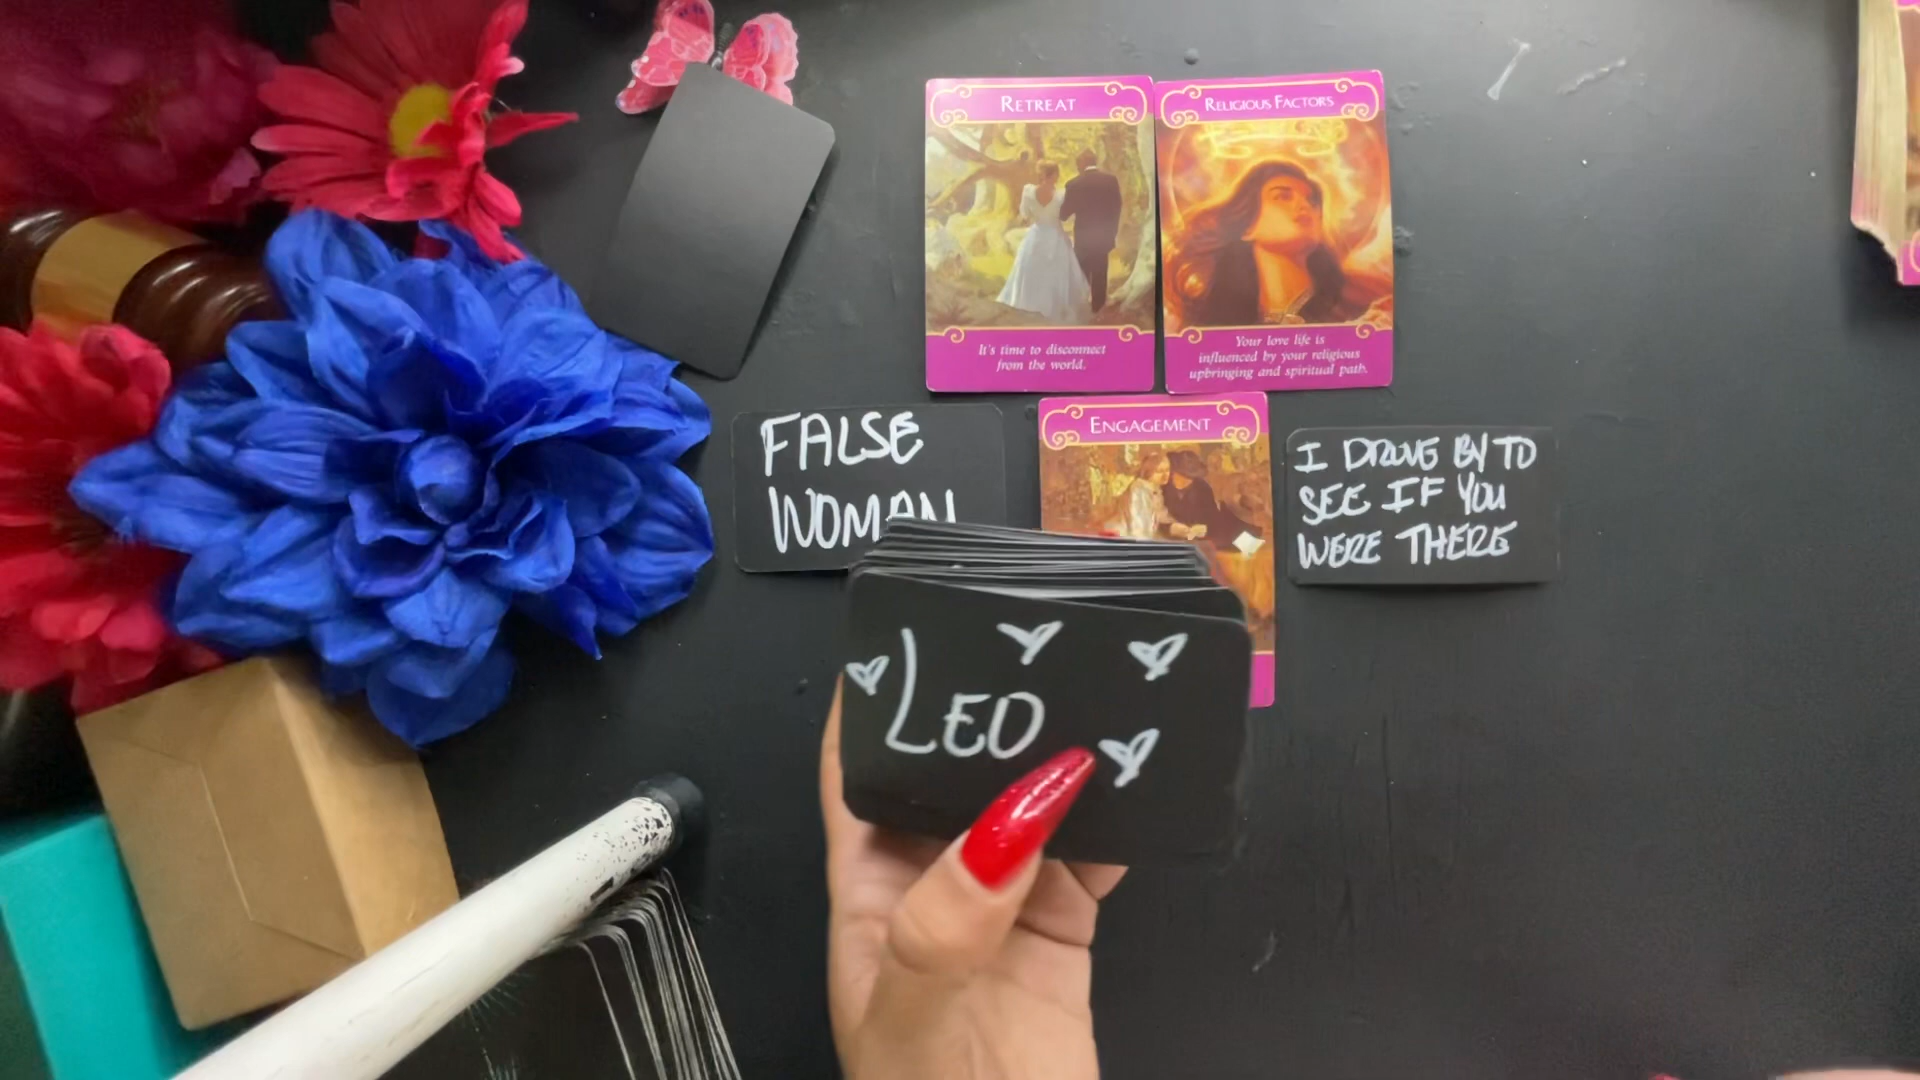 RETREAT
It's time to disconnect
from the world.
RELIGIOUS FACTORS
Your love life is
influenced by your religious
upbringing and spiritual path.
FALSE
WOMAN
ENGAGEMENT
I DROVE BY TO
SEE IF YOU
WERE THERE
LEO